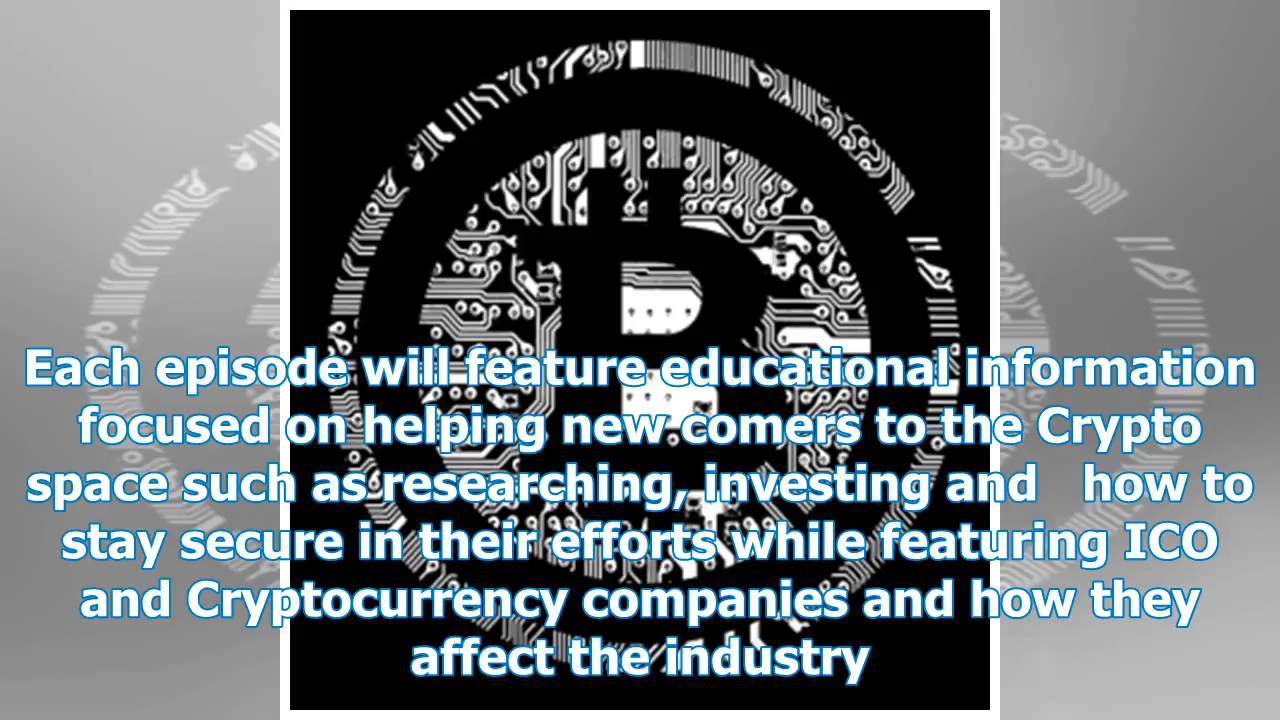 Each episode will feature educational information
focused on helping new comers to the Crypto
space such as researching, investing and   how to
stay secure in their efforts while featuring ICO
and Cryptocurrency companies and how they
affect the industry